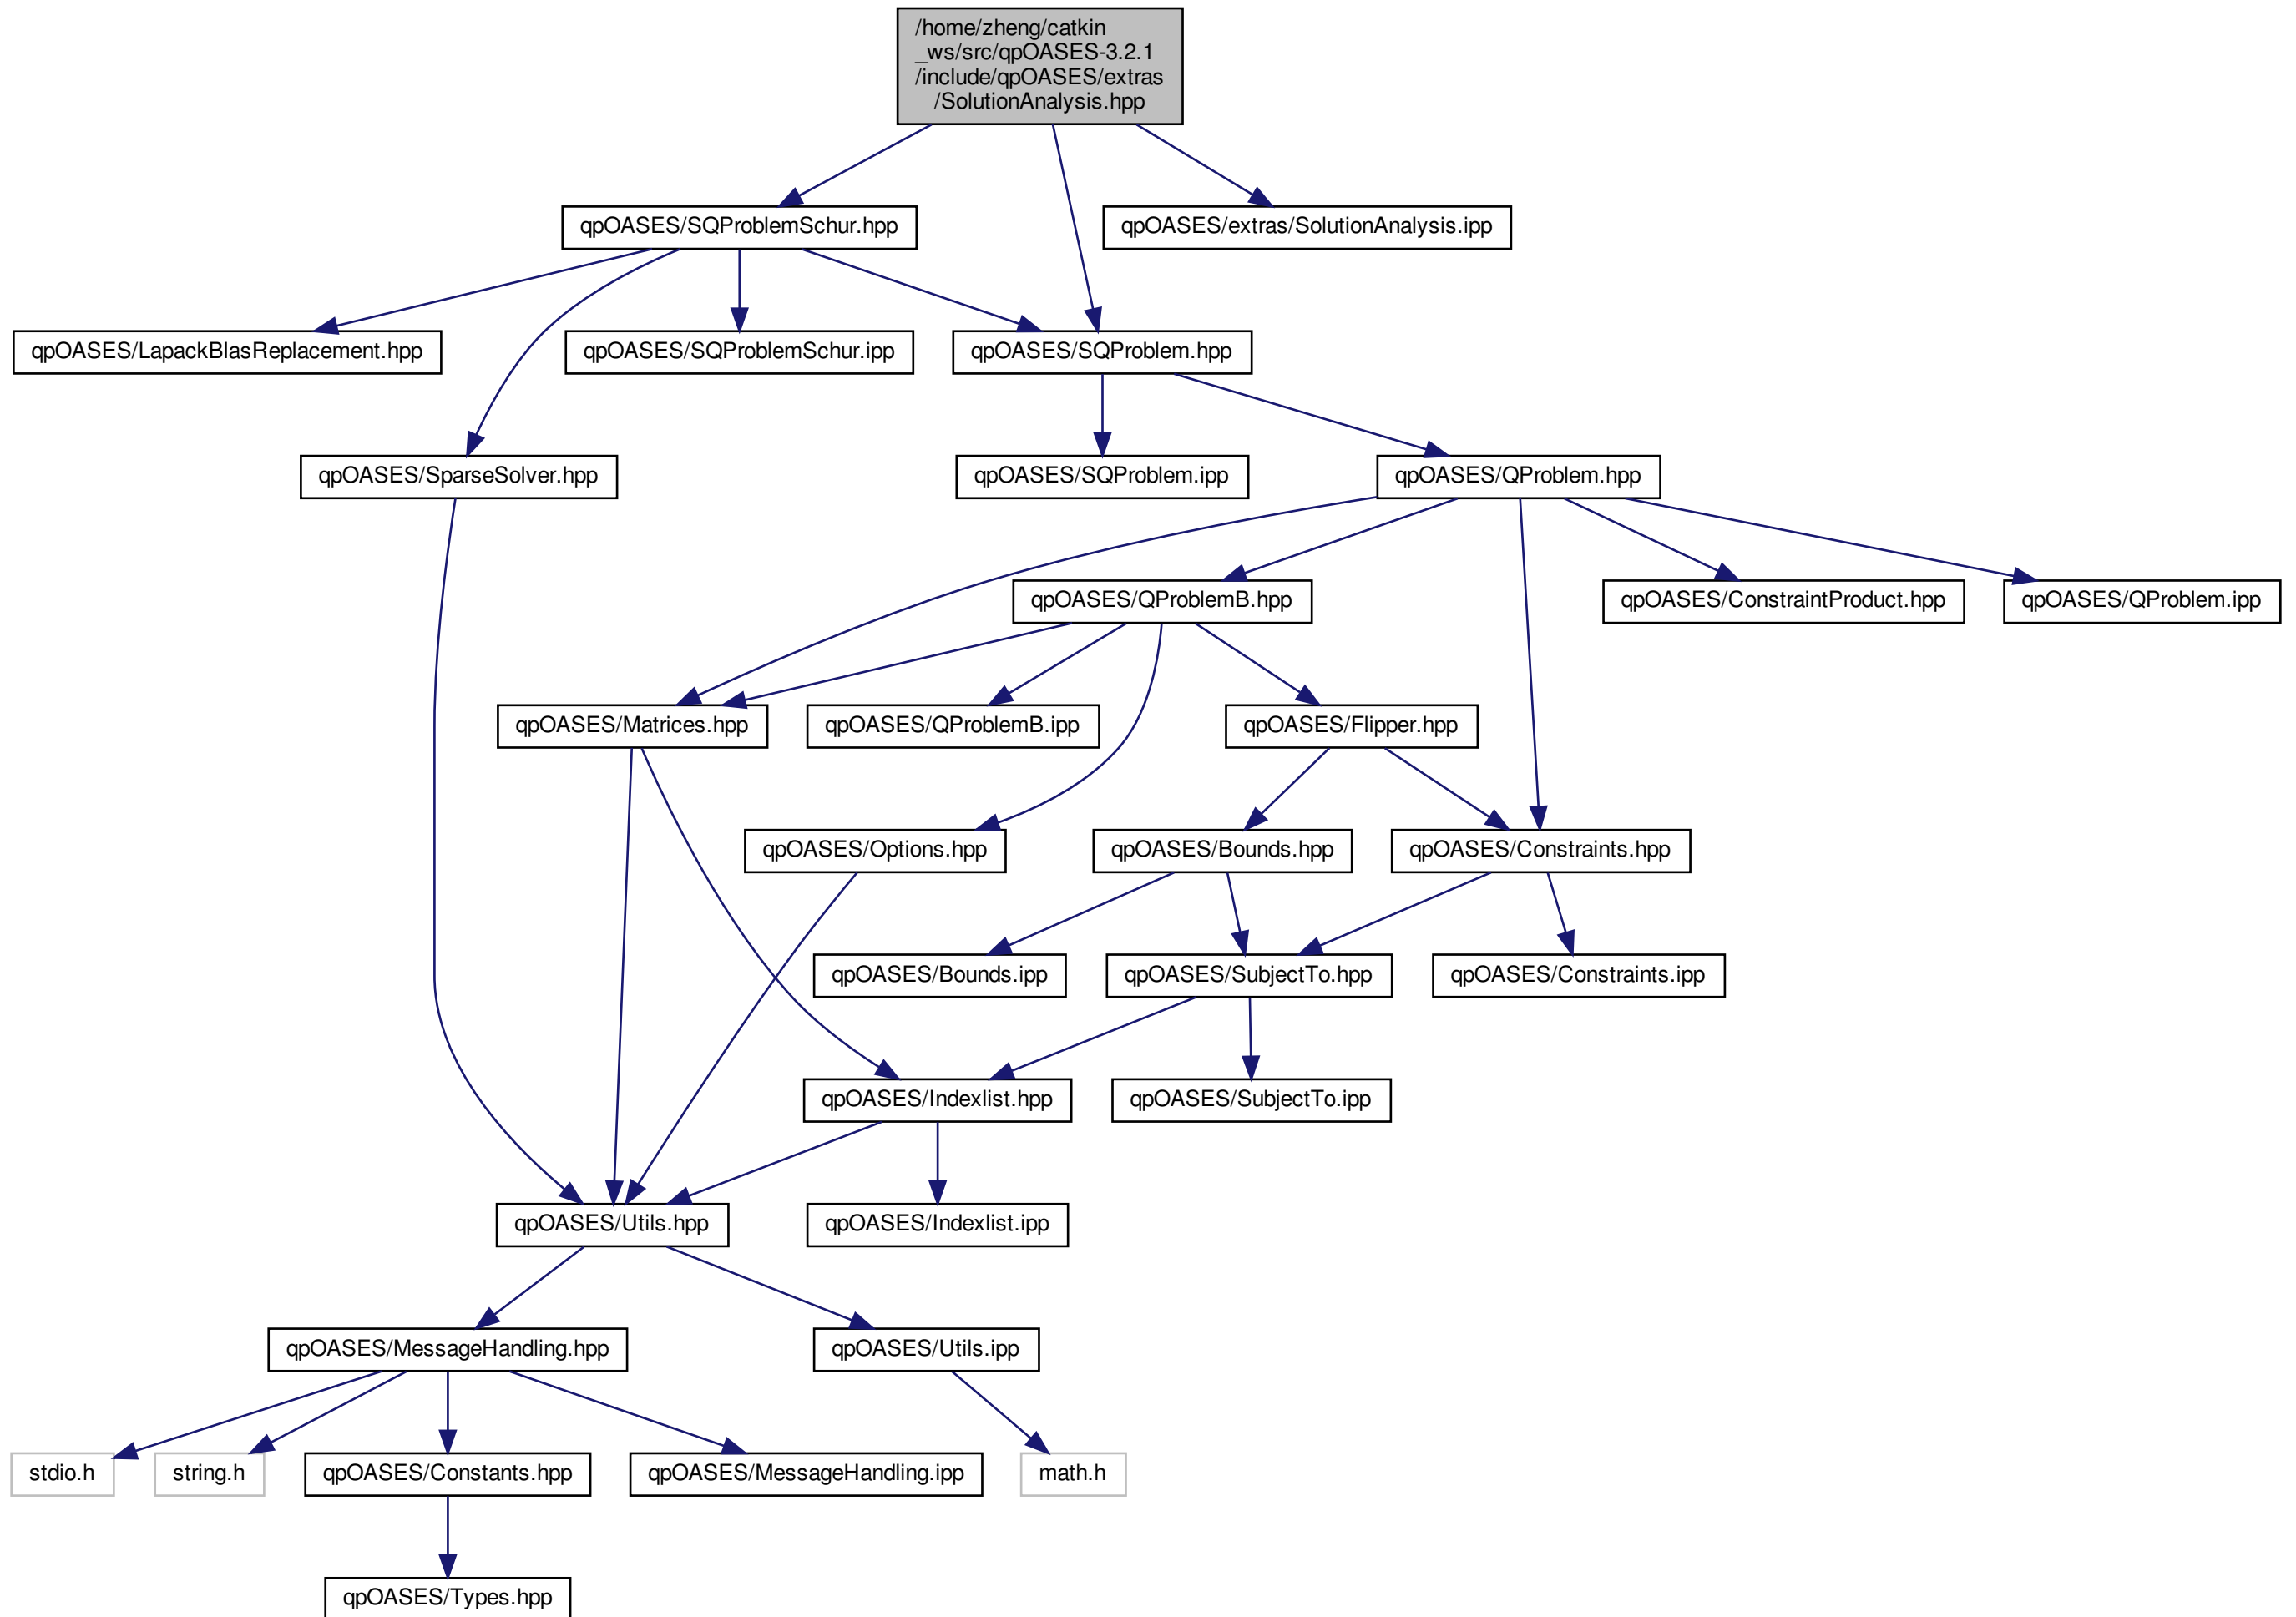 /home/zheng/catkin
_ws/src/qpOASES-3.2.1
/include/qpOASES/extras
/SolutionAnalysis.hpp
qpOASES/SQProblemSchur.hpp
qpOASES/extras/SolutionAnalysis.ipp
qpOASES/LapackBlasReplacement.hpp
qpOASES/SQProblemSchur.ipp
qpOASES/SQProblem.hpp
qpOASES/SparseSolver.hpp
qpOASES/SQProblem.ipp
qpOASES/QProblem.hpp
qpOASES/QProblemB.hpp
qpOASES/ConstraintProduct.hpp
qpOASES/QProblem.ipp
qpOASES/Matrices.hpp
qpOASES/QProblemB.ipp
qpOASES/Flipper.hpp
qpOASES/Options.hpp
qpOASES/Bounds.hpp
qpOASES/Constraints.hpp
qpOASES/Bounds.ipp
qpOASES/SubjectTo.hpp
qpOASES/Constraints.ipp
qpOASES/Indexlist.hpp
qpOASES/SubjectTo.ipp
qpOASES/Utils.hpp
qpOASES/Indexlist.ipp
qpOASES/MessageHandling.hpp
qpOASES/Utils.ipp
stdio.h
string.h
qpOASES/Constants.hpp
qpOASES/MessageHandling.ipp
math.h
qpOASES/Types.hpp